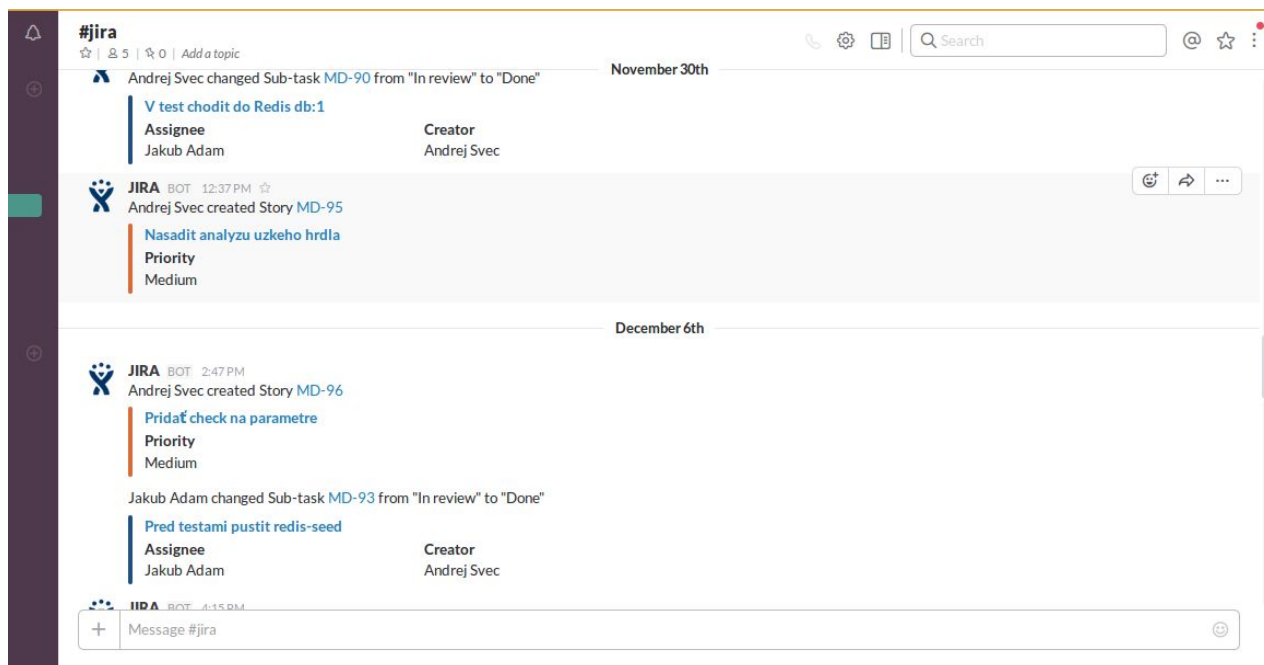 #jira
5 | 0 | Add a topic
Search
November 30th
Andrej Svec changed Sub-task MD-90 from "In review" to "Done"
V test chodit do Redis db:1
Assignee Creator
Jakub Adam Andrej Svec
JIRA BOT 12:37 PM
Andrej Svec created Story MD-95
Nasadit analyzu uzkeho hrdla
Priority
Medium
December 6th
JIRA BOT 2:47 PM
Andrej Svec created Story MD-96
Pridať check na parametre
Priority
Medium
Jakub Adam changed Sub-task MD-93 from "In review" to "Done"
Pred testami pustit redis-seed
Assignee Creator
Jakub Adam Andrej Svec
JIRA BOT 4:15 PM
Message #jira